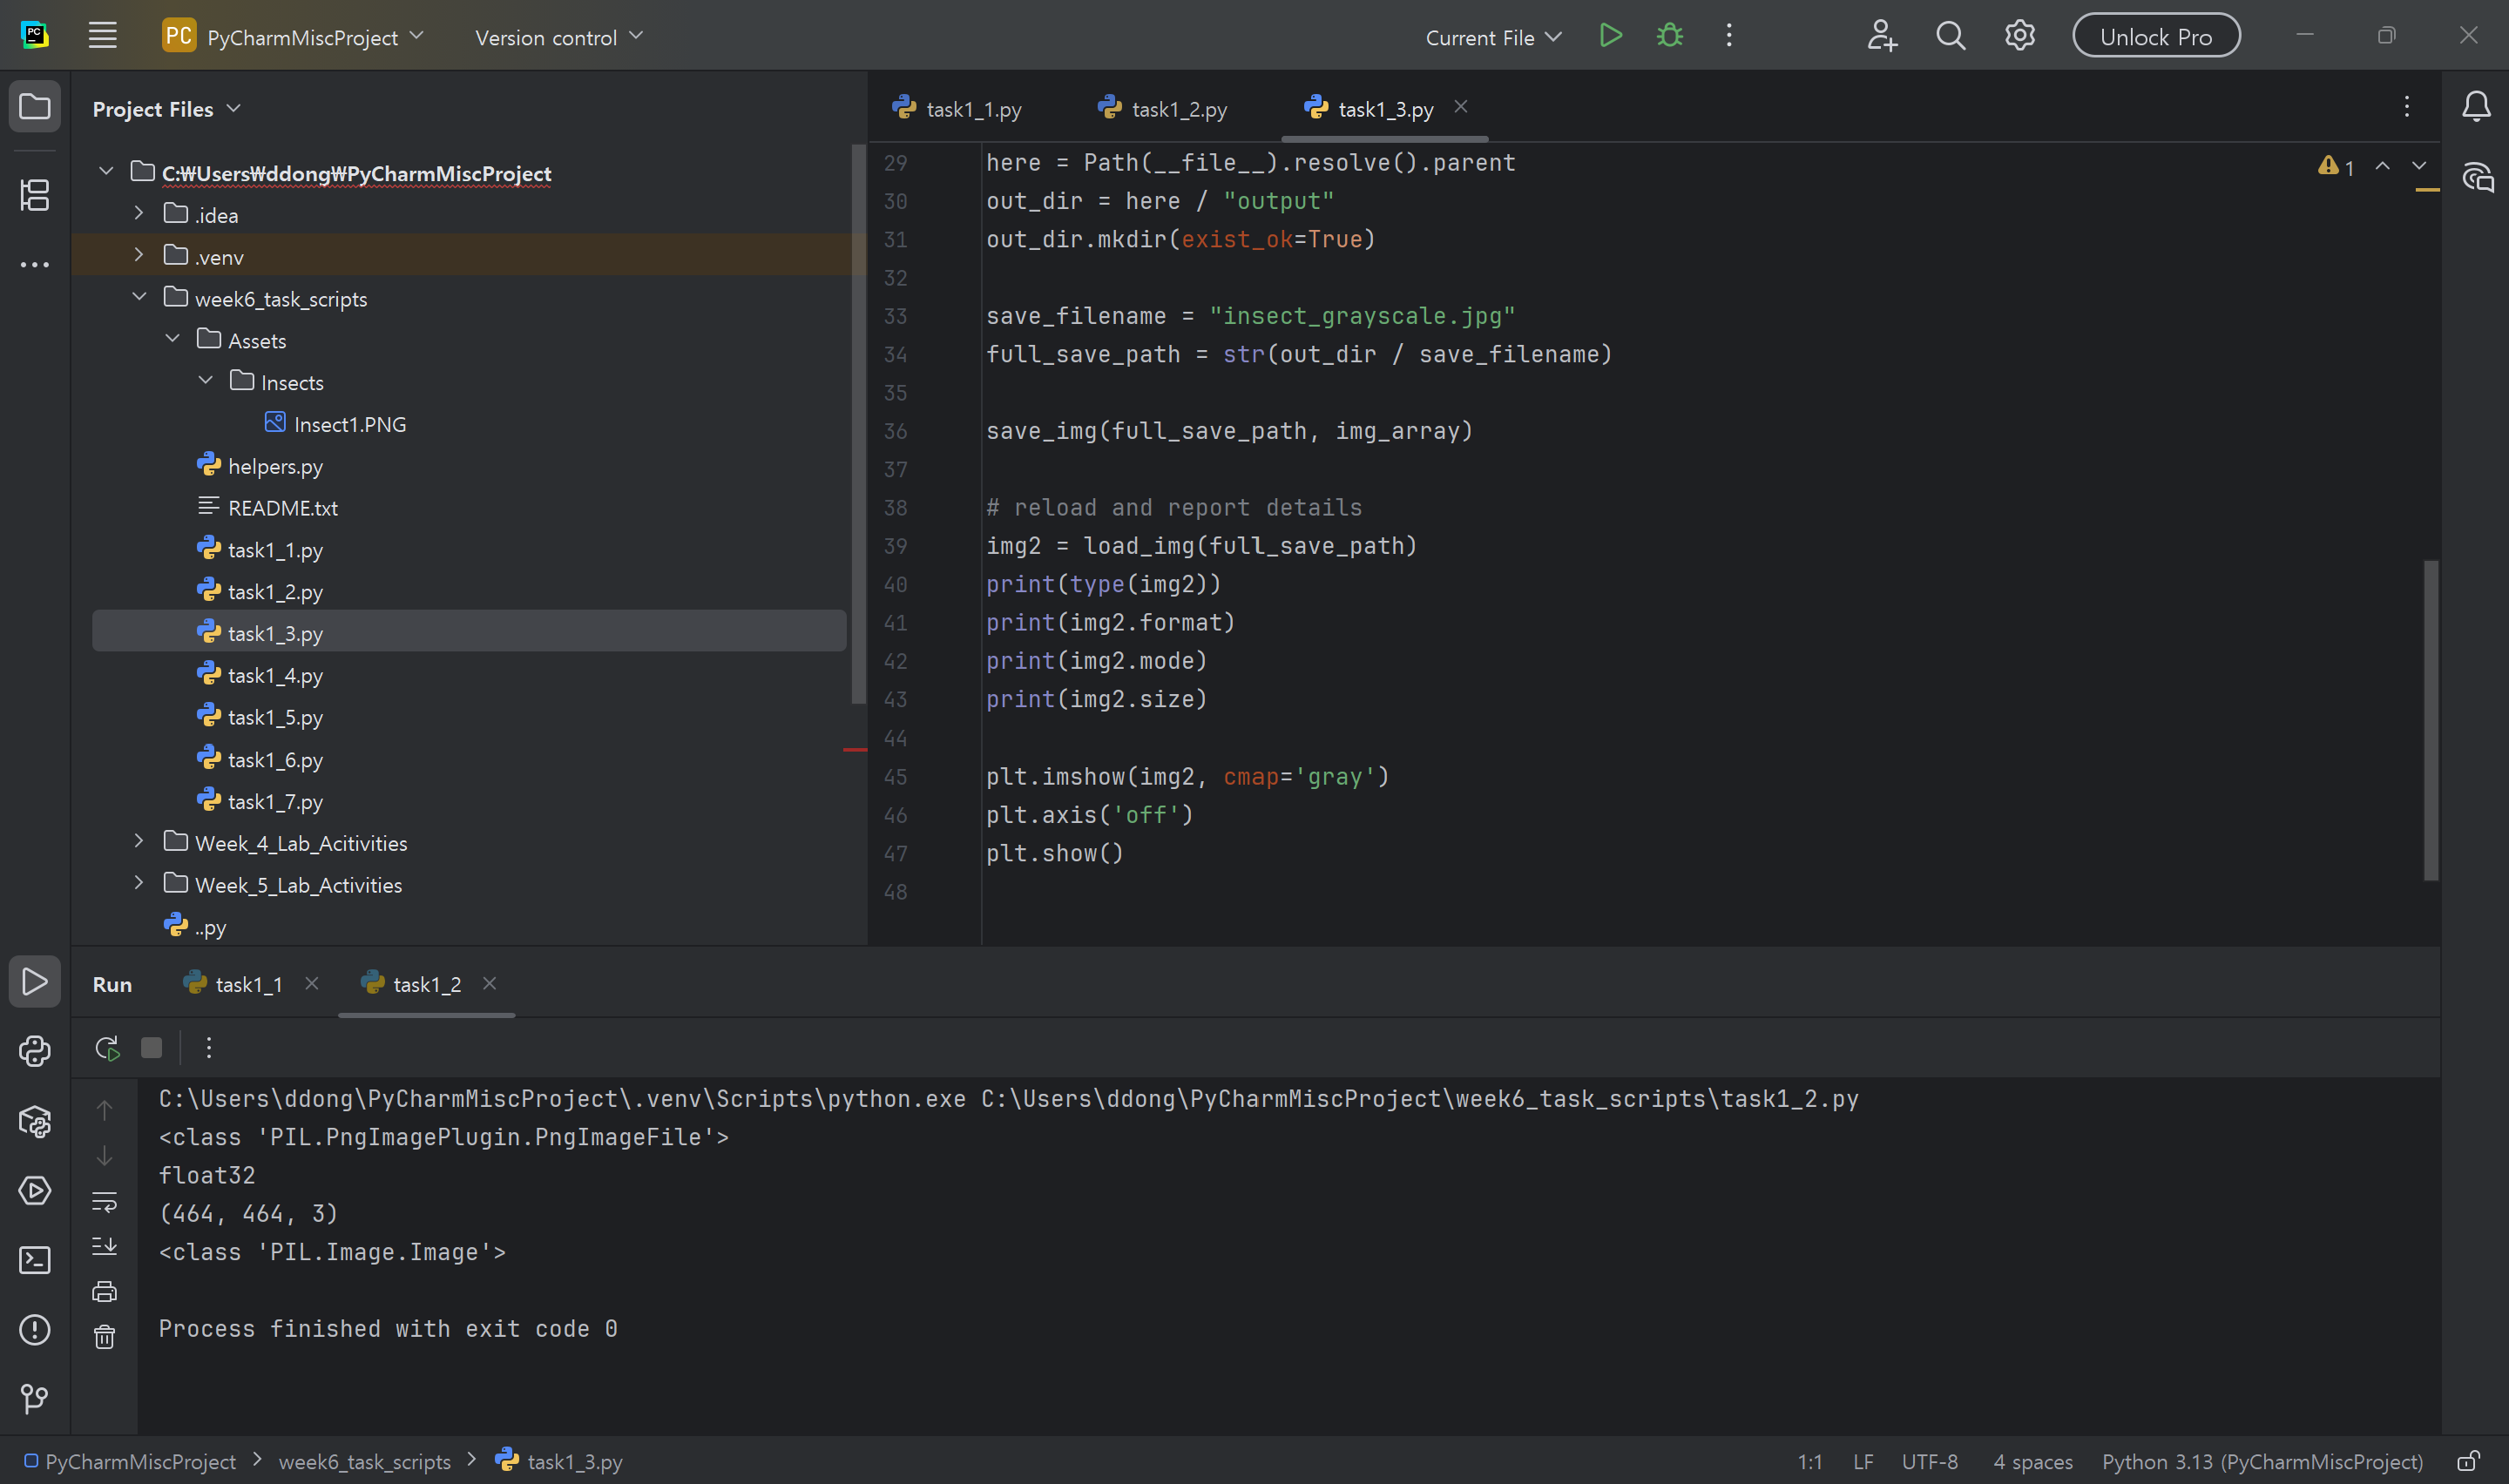 PC PyCharmMiscProject Version control Current File Unlock Pro
Project Files
C:₩Users₩ddong₩PyCharmMiscProject
.idea
.venv
week6_task_scripts
Assets
Insects
Insect1.PNG
helpers.py
README.txt
task1_1.py
task1_2.py
task1_3.py
task1_4.py
task1_5.py
task1_6.py
task1_7.py
Week_4_Lab_Acitivities
Week_5_Lab_Activities
..py
task1_1.py task1_2.py task1_3.py
1
29 here = Path(__file__).resolve().parent
30 out_dir = here / "output"
31 out_dir.mkdir(exist_ok=True)
32
33 save_filename = "insect_grayscale.jpg"
34 full_save_path = str(out_dir / save_filename)
35
36 save_img(full_save_path, img_array)
37
38 # reload and report details
39 img2 = load_img(full_save_path)
40 print(type(img2))
41 print(img2.format)
42 print(img2.mode)
43 print(img2.size)
44
45 plt.imshow(img2, cmap='gray')
46 plt.axis('off')
47 plt.show()
48
Run task1_1 task1_2
C:\Users\ddong\PyCharmMiscProject\.venv\Scripts\python.exe C:\Users\ddong\PyCharmMiscProject\week6_task_scripts\task1_2.py
<class 'PIL.PngImagePlugin.PngImageFile'>
float32
(464, 464, 3)
<class 'PIL.Image.Image'>
Process finished with exit code 0
PyCharmMiscProject > week6_task_scripts > task1_3.py 1:1 LF UTF-8 4 spaces Python 3.13 (PyCharmMiscProject)